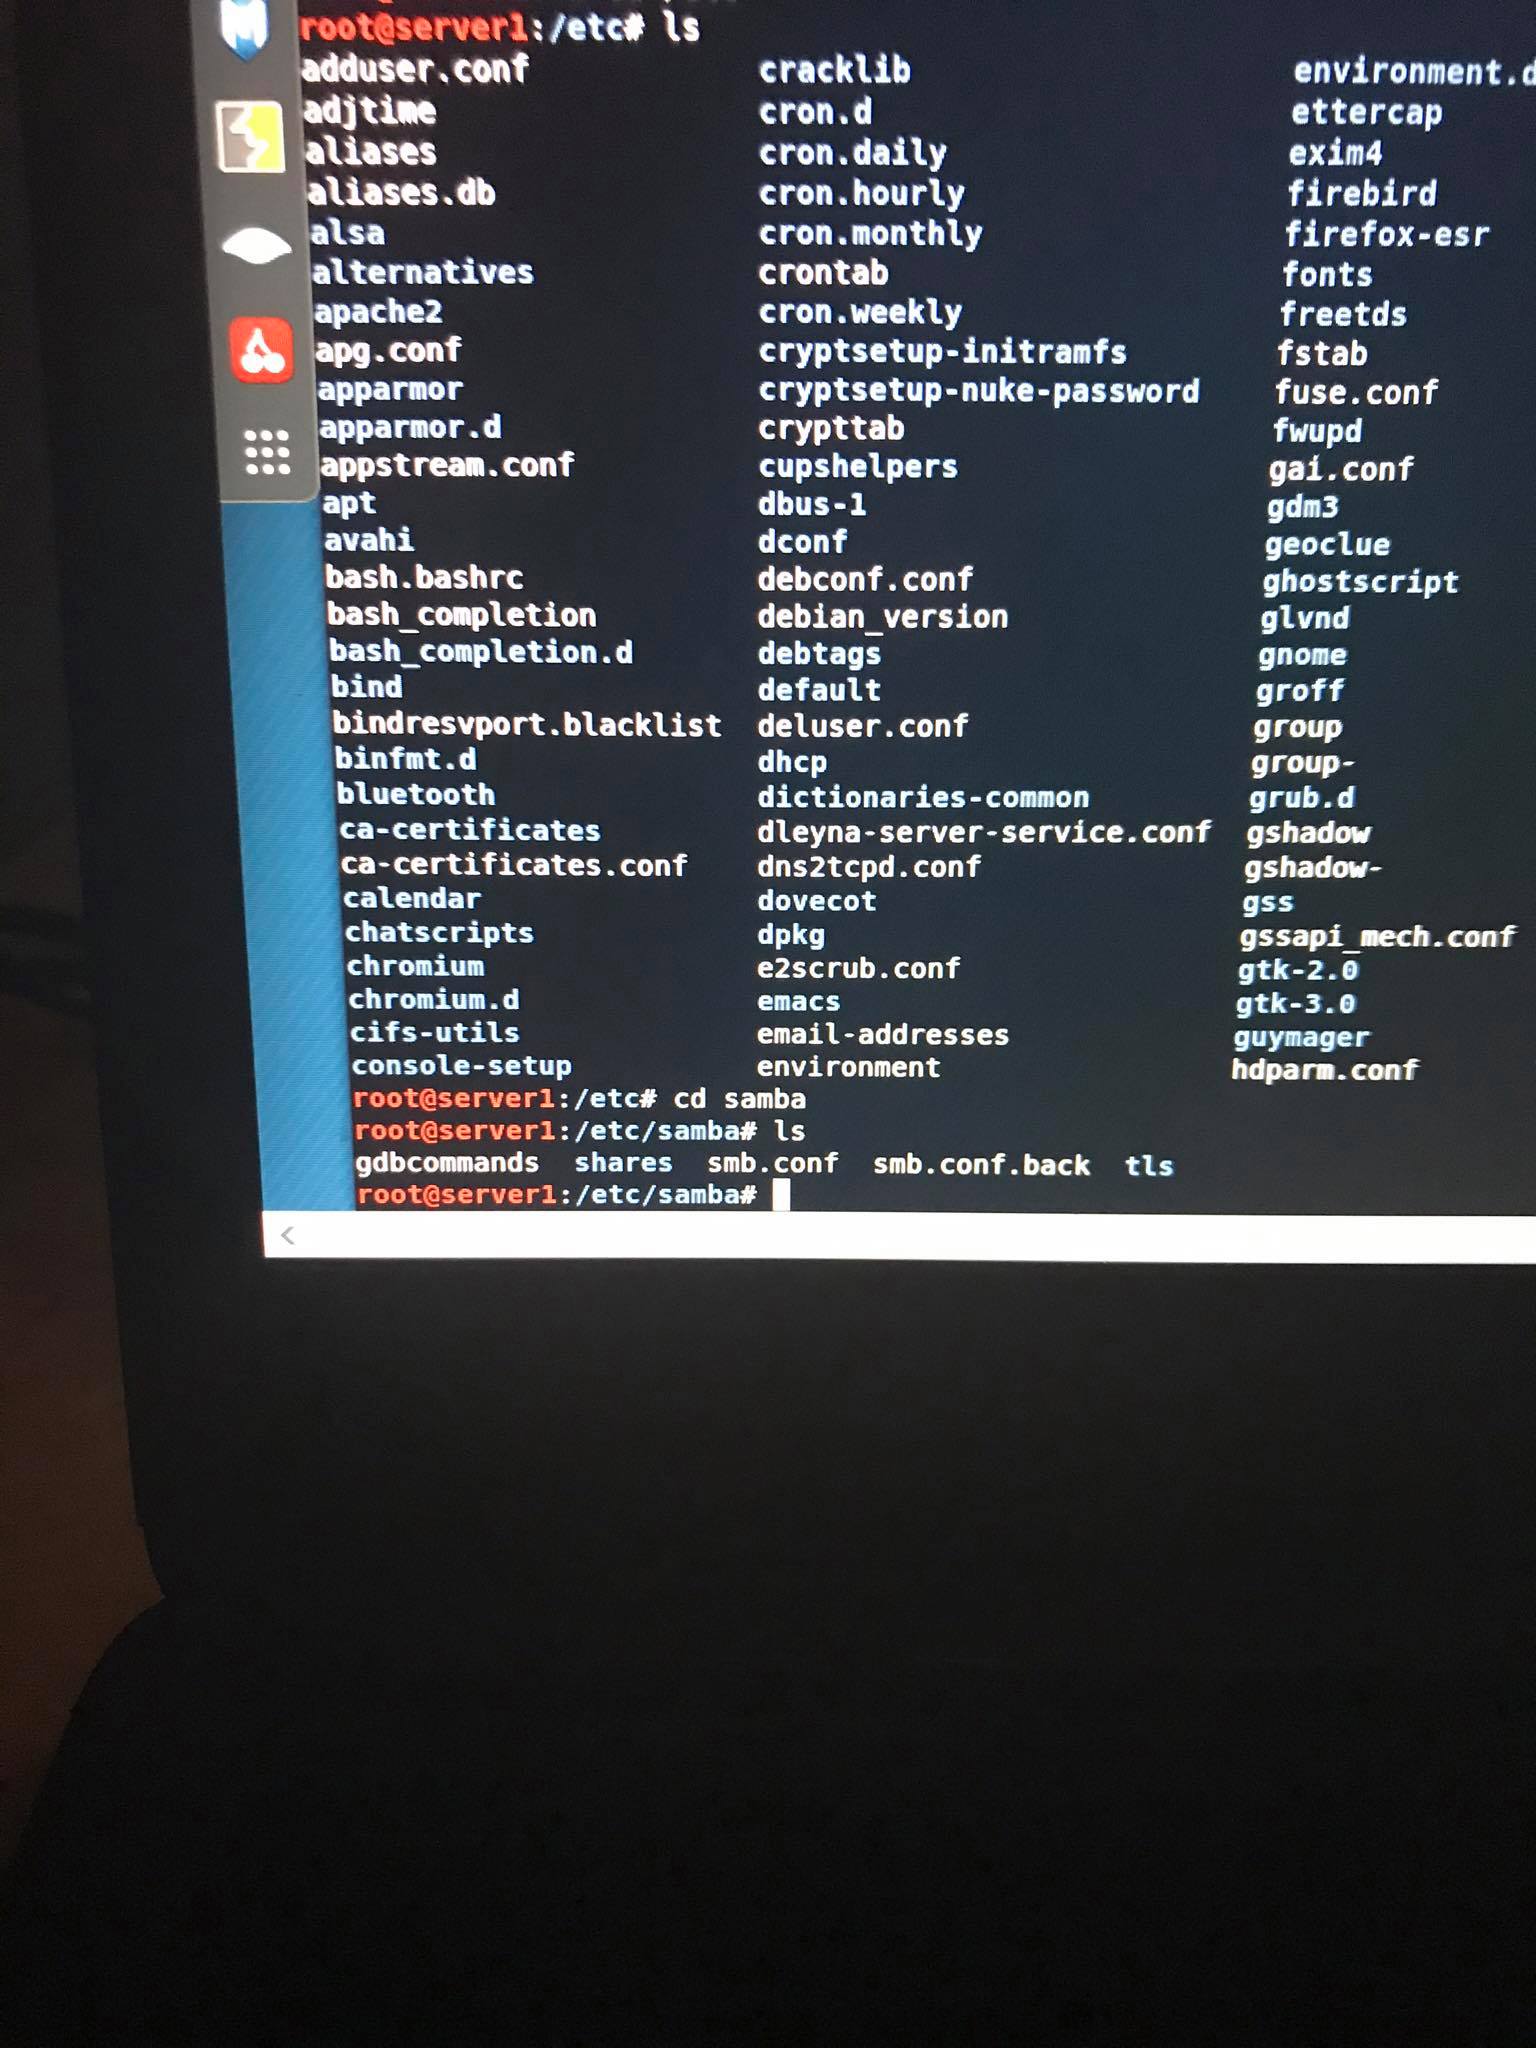 root@server1:/etc# ls
adduser.conf cracklib environment.d
adjtime cron.d ettercap
aliases cron.daily exim4
aliases.db cron.hourly firebird
alsa cron.monthly firefox-esr
alternatives crontab fonts
apache2 cron.weekly freetds
apg.conf cryptsetup-initramfs fstab
apparmor cryptsetup-nuke-password fuse.conf
apparmor.d crypttab fwupd
appstream.conf cupshelpers gai.conf
apt dbus-1 gdm3
avahi dconf geoclue
bash.bashrc debconf.conf ghostscript
bash_completion debian_version glvnd
bash_completion.d debtags gnome
bind default groff
bindresvport.blacklist deluser.conf group
binfmt.d dhcp group-
bluetooth dictionaries-common grub.d
ca-certificates dleyna-server-service.conf gshadow
ca-certificates.conf dns2tcpd.conf gshadow-
calendar dovecot gss
chatscripts dpkg gssapi_mech.conf
chromium e2scrub.conf gtk-2.0
chromium.d emacs gtk-3.0
cifs-utils email-addresses guymager
console-setup environment hdparm.conf
root@server1:/etc# cd samba
root@server1:/etc/samba# ls
gdbcommands shares smb.conf smb.conf.back tls
root@server1:/etc/samba#